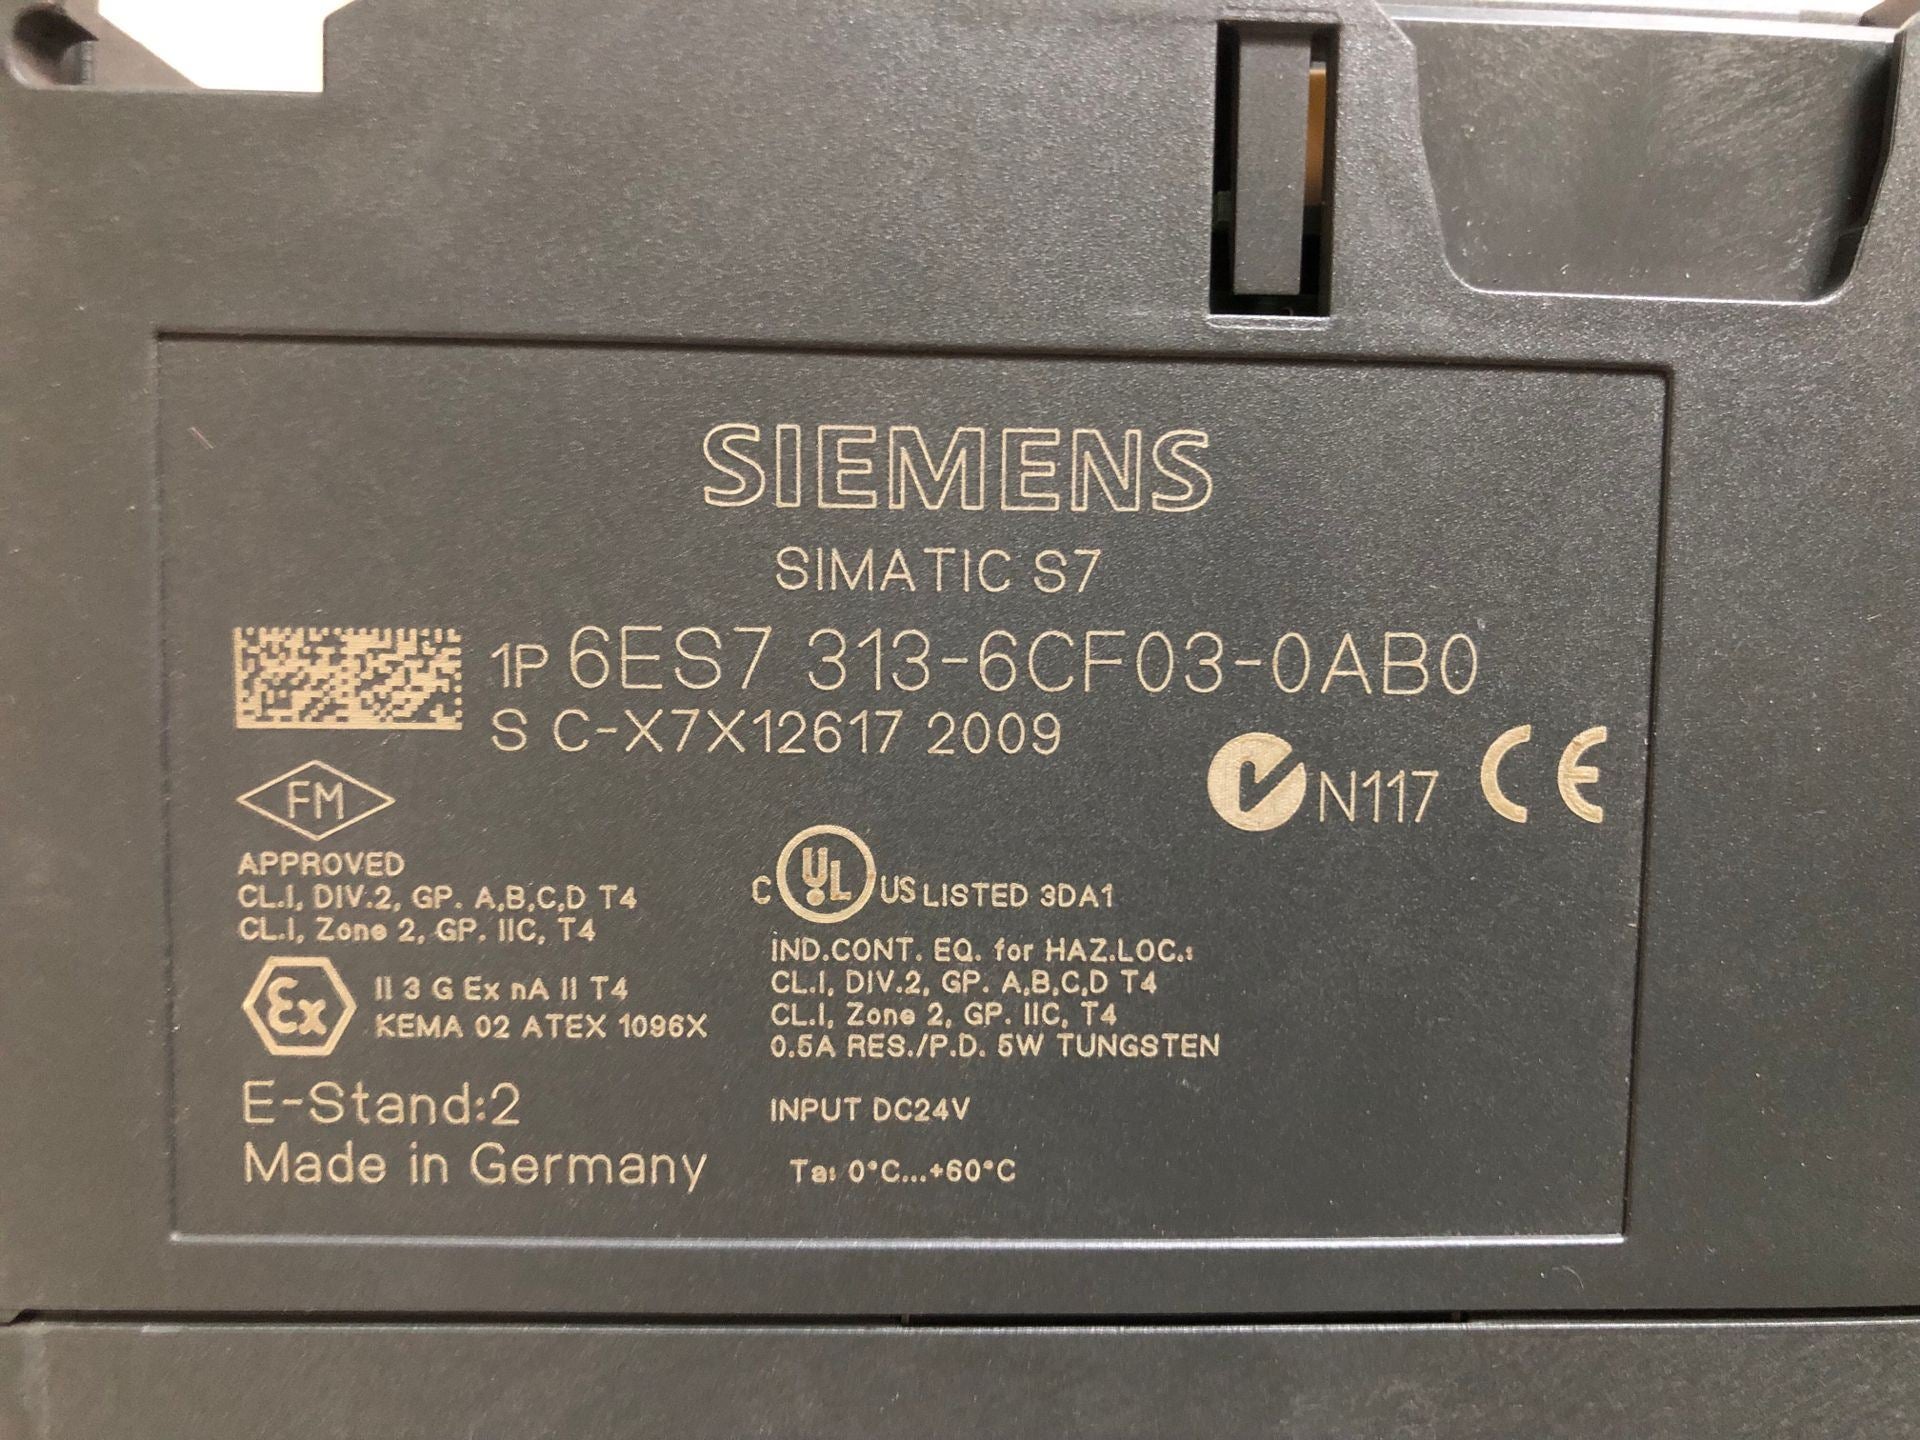 SIEMENS
SIMATIC S7
1P 6ES7 313-6CF03-0AB0
S C-X7X12617 2009
N117 CE
FM
APPROVED
CL.I, DIV.2, GP. A,B,C,D T4
CL.I, Zone 2, GP. IIC, T4
Ex II 3 G Ex nA II T4
KEMA 02 ATEX 1096X
E-Stand:2
Made in Germany
C UL US LISTED 3DA1
IND.CONT. EQ. for HAZ.LOC.:
CL.I, DIV.2, GP. A,B,C,D T4
CL.I, Zone 2, GP. IIC, T4
0.5A RES./P.D. 5W TUNGSTEN
INPUT DC24V
Ta: 0°C...+60°C